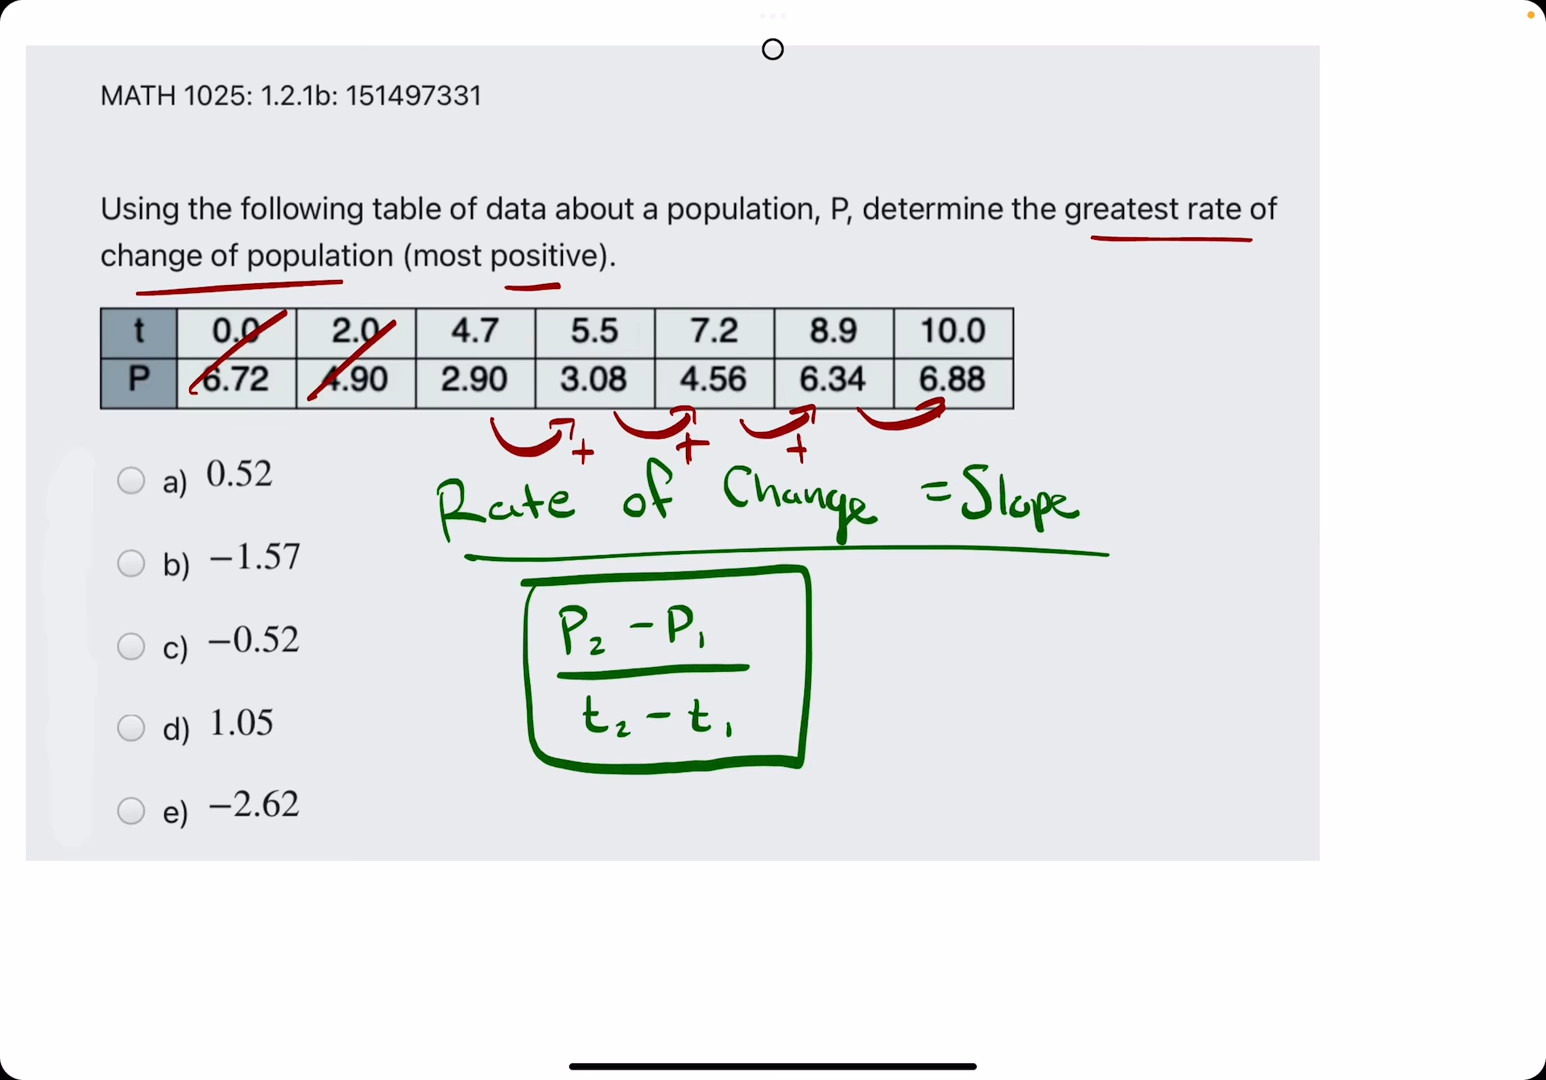 MATH 1025: 1.2.1b: 151497331
Using the following table of data about a population, P, determine the greatest rate of
change of population (most positive).
t 0.0 2.0 4.7 5.5 7.2 8.9 10.0
P 6.72 4.90 2.90 3.08 4.56 6.34 6.88
+ + +
a) 0.52
Rate of Change = Slope
b) −1.57
c) −0.52
P₂ − P₁
t₂ − t₁
d) 1.05
e) −2.62